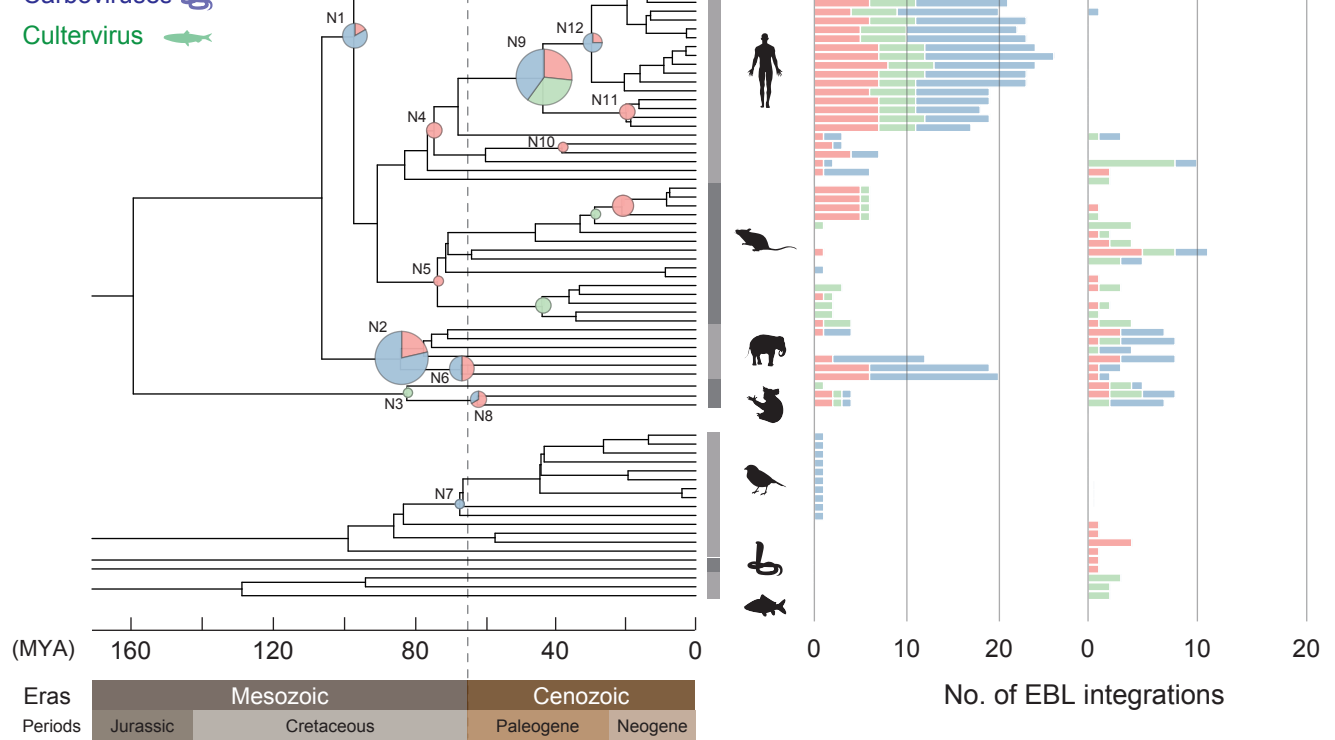 Carboviruses
Cultervirus
N1
N12
N9
N11
N4
N10
N5
N2
N6
N3
N8
N7
(MYA) 160 120 80 40 0
0 10 20 0 10 20
Eras Mesozoic Cenozoic
No. of EBL integrations
Periods Jurassic Cretaceous Paleogene Neogene